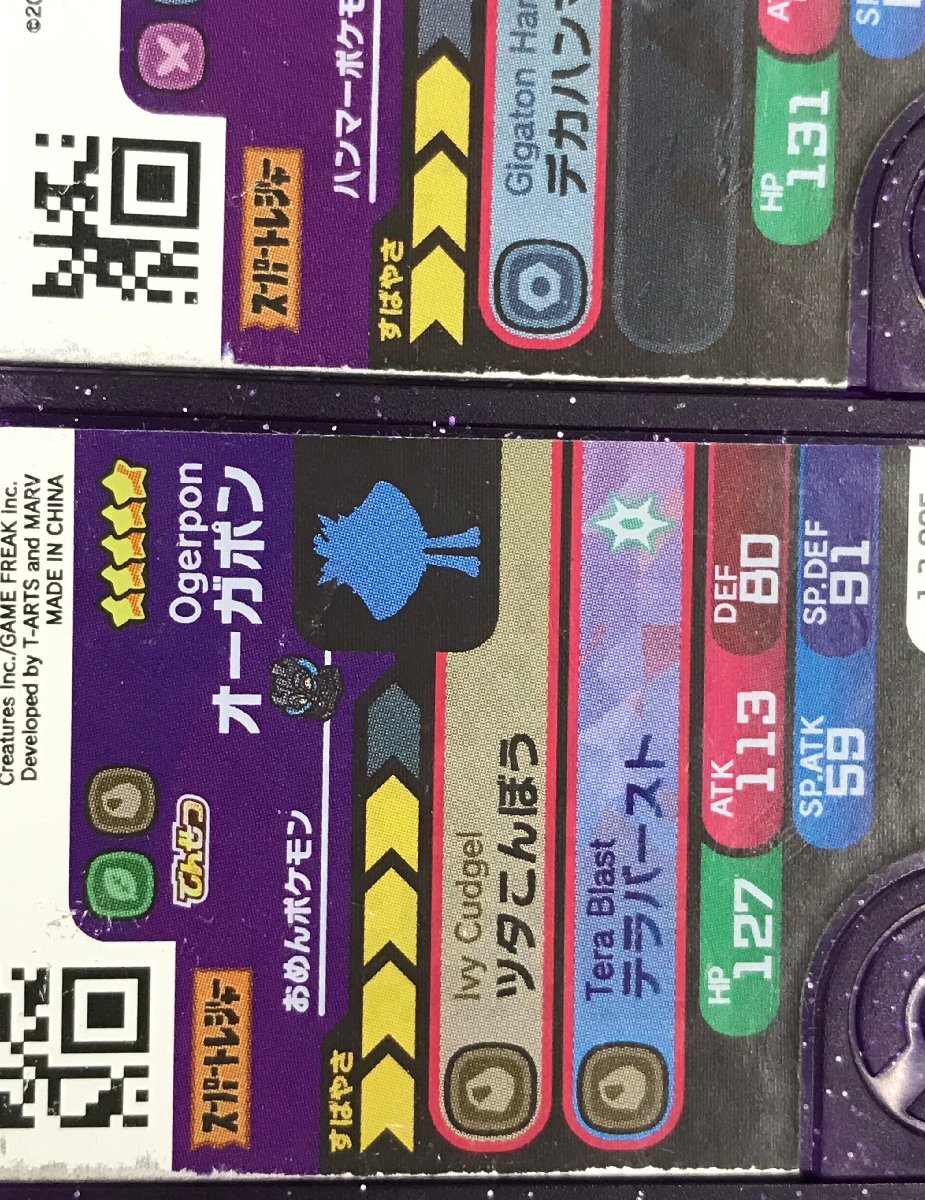 ©20
スーパートレジャー
ハンマーポケモ
すばやさ
Gigaton Ham
デカハンマ
HP
131
Creatures Inc./GAME FREAK inc.
Developed by T-ARTS and MARV
MADE IN CHINA
Ogerpon
オーガポン
でんせつ
スーパートレジャー
おめんポケモン
すばやさ
Ivy Cudgel
ツタこんぼう
Tera Blast
テラバースト
HP
127
ATK
113
DEF
80
SP.ATK
59
SP.DEF
91